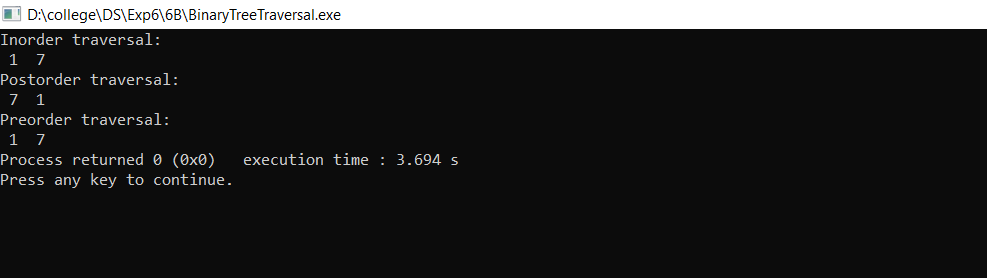 D:\college\DS\Exp6\6B\BinaryTreeTraversal.exe
Inorder traversal:
 1  7
Postorder traversal:
 7  1
Preorder traversal:
 1  7
Process returned 0 (0x0)   execution time : 3.694 s
Press any key to continue.